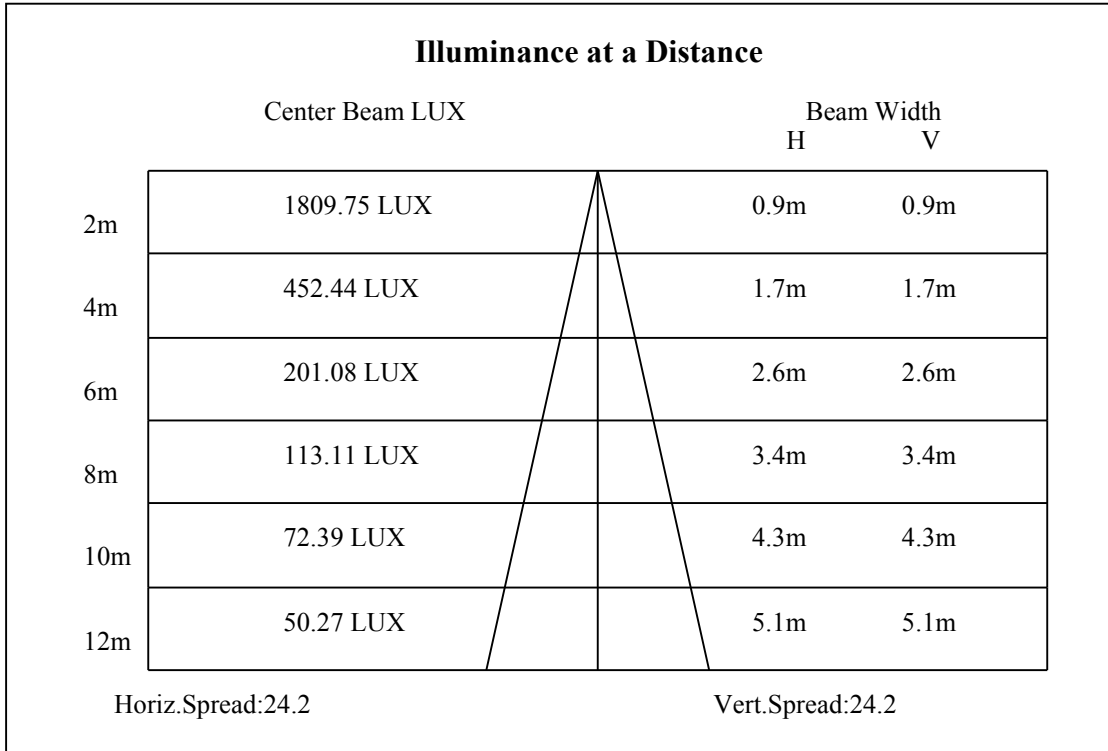 Illuminance at a Distance
Center Beam LUX Beam Width
H V
2m 1809.75 LUX 0.9m 0.9m
4m 452.44 LUX 1.7m 1.7m
6m 201.08 LUX 2.6m 2.6m
8m 113.11 LUX 3.4m 3.4m
10m 72.39 LUX 4.3m 4.3m
12m 50.27 LUX 5.1m 5.1m
Horiz.Spread:24.2 Vert.Spread:24.2